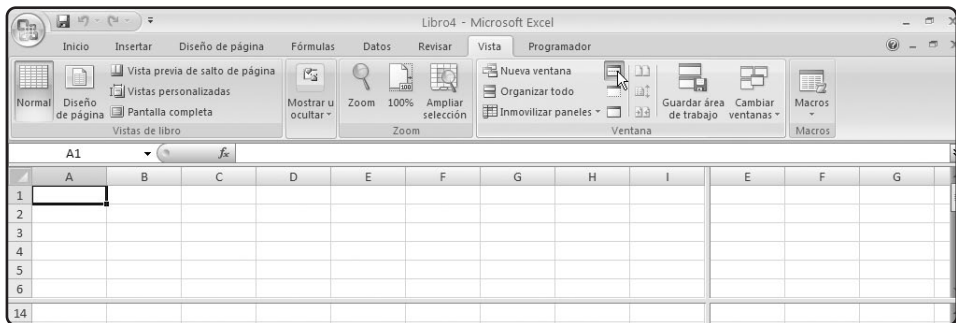 Libro4 - Microsoft Excel
Inicio Insertar Diseño de página Fórmulas Datos Revisar Vista Programador
Normal
Diseño de página
Vista previa de salto de página
Vistas personalizadas
Pantalla completa
Vistas de libro
Mostrar u ocultar
Zoom
100%
Ampliar selección
Zoom
Nueva ventana
Organizar todo
Inmovilizar paneles
Guardar área de trabajo
Cambiar ventanas
Ventana
Macros
Macros
A1 fx
A B C D E F G H I E F G
1
2
3
4
5
6
14